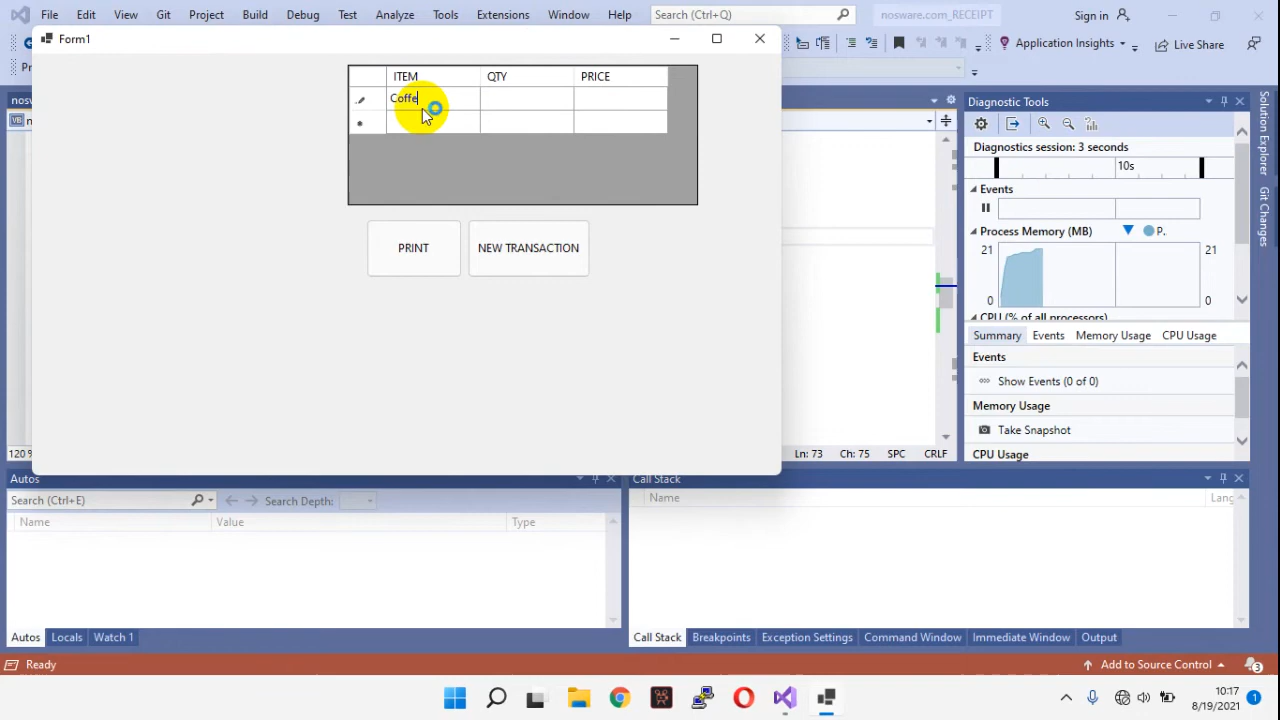 File Edit View Git Project Build Debug Test Analyze Tools Extensions Window Help Search (Ctrl+Q) nosware.com_RECEIPT Sign in
Form1
Application Insights Live Share
ITEM QTY PRICE
Coffe
PRINT NEW TRANSACTION
Diagnostic Tools
Diagnostics session: 3 seconds
10s
Events
Process Memory (MB) P.
21 21
0 0
CPU (% of all processors)
Summary Events Memory Usage CPU Usage
Events
Show Events (0 of 0)
Memory Usage
Take Snapshot
CPU Usage
Solution Explorer
Git Changes
120 % Ln: 73 Ch: 75 SPC CRLF
Autos
Search (Ctrl+E) Search Depth:
Name Value Type
Autos Locals Watch 1
Call Stack
Name Lang
Call Stack Breakpoints Exception Settings Command Window Immediate Window Output
Ready Add to Source Control 3
10:17
8/19/2021 1